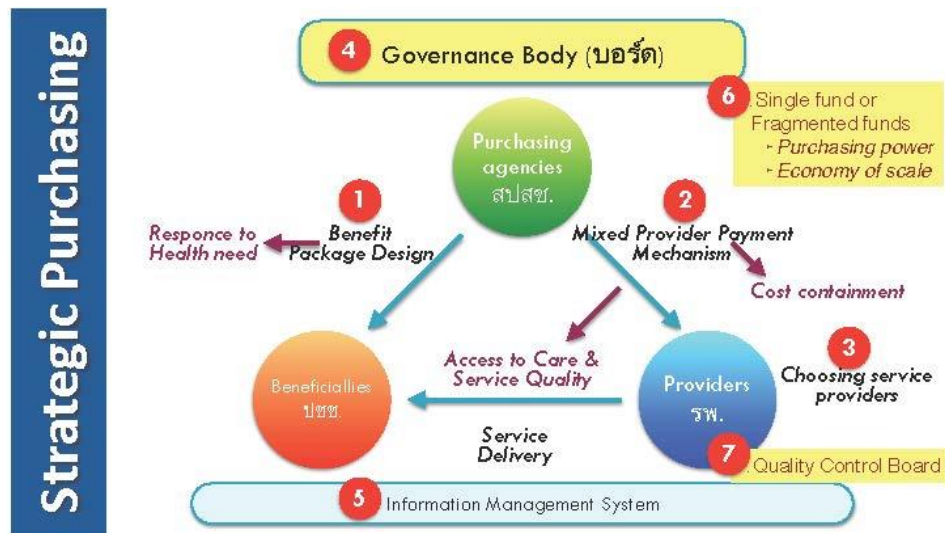 Strategic Purchasing
4 Governance Body (บอร์ด)
6 .Single fund or
Fragmented funds
- Purchasing power
- Economy of scale
Purchasing
agencies
สปสช.
1
Benefit
Package Design
Responce to
Health need
2
Mixed Provider Payment
Mechanism
Cost containment
Access to Care &
Service Quality
3
Choosing service
providers
Beneficiallies
ปชช.
Providers
รพ.
Service
Delivery
7 .Quality Control Board
5 Information Management System